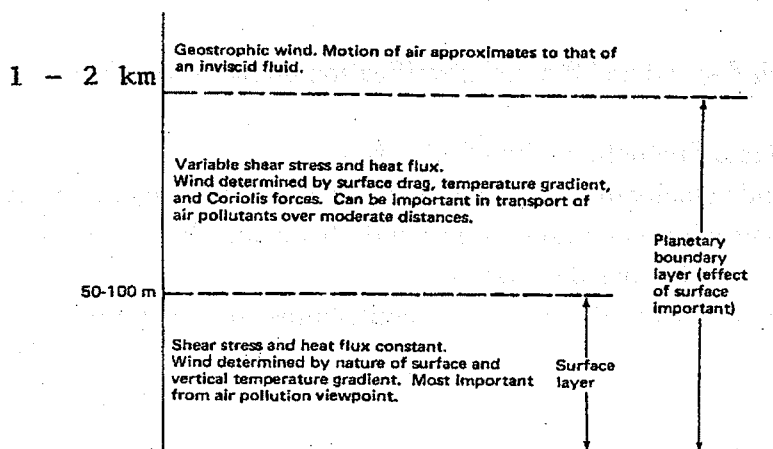 Geostrophic wind. Motion of air approximates to that of
an inviscid fluid.
1 - 2 km
Variable shear stress and heat flux.
Wind determined by surface drag, temperature gradient,
and Coriolis forces. Can be important in transport of
air pollutants over moderate distances.
Planetary
boundary
layer (effect
of surface
important)
50-100 m
Shear stress and heat flux constant.
Wind determined by nature of surface and
vertical temperature gradient. Most important
from air pollution viewpoint.
Surface
layer